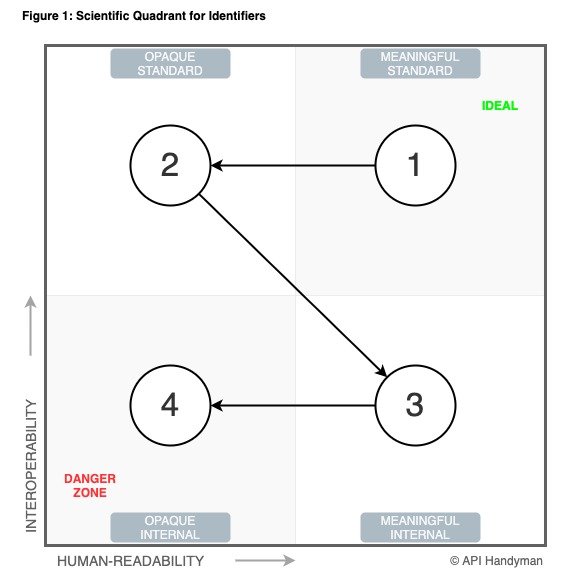 Figure 1: Scientific Quadrant for Identifiers
OPAQUE
STANDARD
MEANINGFUL
STANDARD
IDEAL
2
1
4
3
INTEROPERABILITY
DANGER
ZONE
OPAQUE
INTERNAL
MEANINGFUL
INTERNAL
HUMAN-READABILITY
© API Handyman